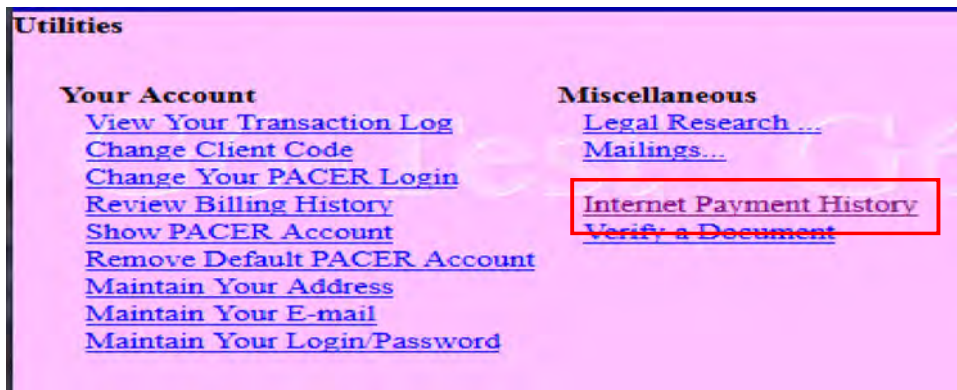 Utilities
Your Account
View Your Transaction Log
Change Client Code
Change Your PACER Login
Review Billing History
Show PACER Account
Remove Default PACER Account
Maintain Your Address
Maintain Your E-mail
Maintain Your Login/Password
Miscellaneous
Legal Research ...
Mailings...
Internet Payment History
Verify a Document